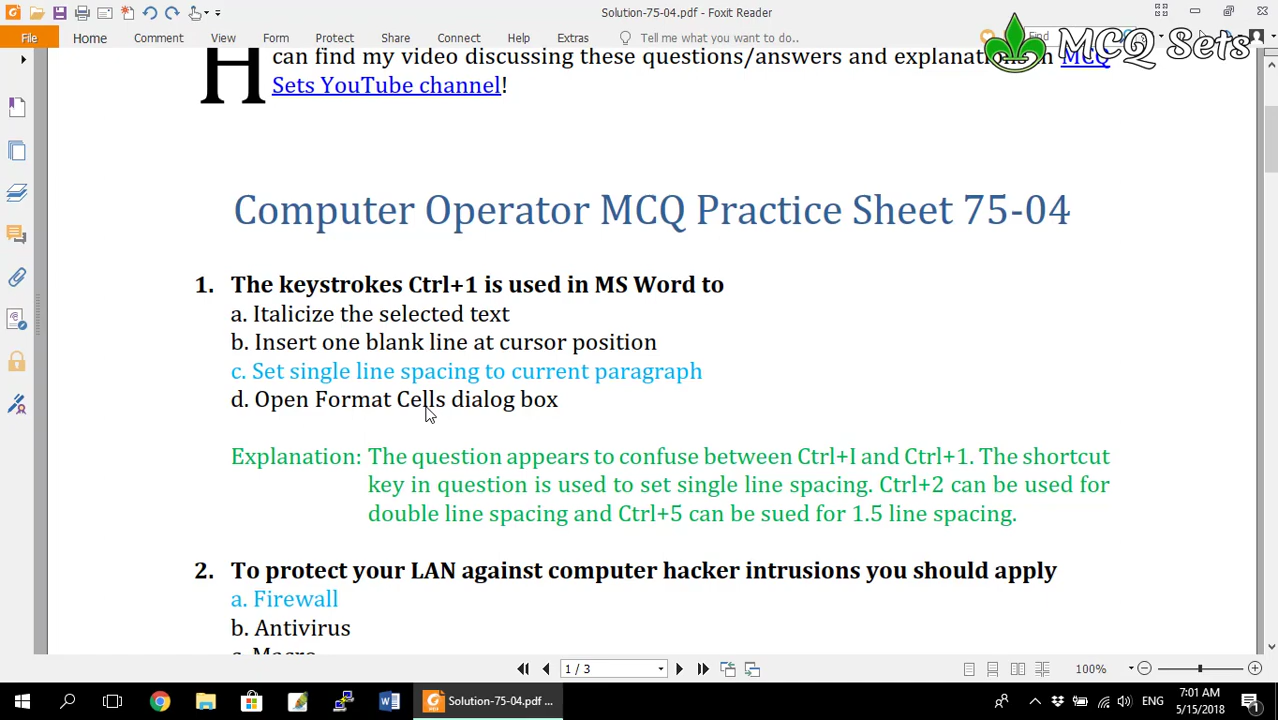 Solution-75-04.pdf - Foxit Reader
File Home Comment View Form Protect Share Connect Help Extras Tell me what you want to do.. Find
MCQ Sets
H can find my video discussing these questions/answers and explanations in MCQ
Sets YouTube channel!
Computer Operator MCQ Practice Sheet 75-04
1. The keystrokes Ctrl+1 is used in MS Word to
a. Italicize the selected text
b. Insert one blank line at cursor position
c. Set single line spacing to current paragraph
d. Open Format Cells dialog box
Explanation: The question appears to confuse between Ctrl+I and Ctrl+1. The shortcut
key in question is used to set single line spacing. Ctrl+2 can be used for
double line spacing and Ctrl+5 can be sued for 1.5 line spacing.
2. To protect your LAN against computer hacker intrusions you should apply
a. Firewall
b. Antivirus
c. Macro
1 / 3
100%
Solution-75-04.pdf ...
ENG
7:01 AM
5/15/2018
1